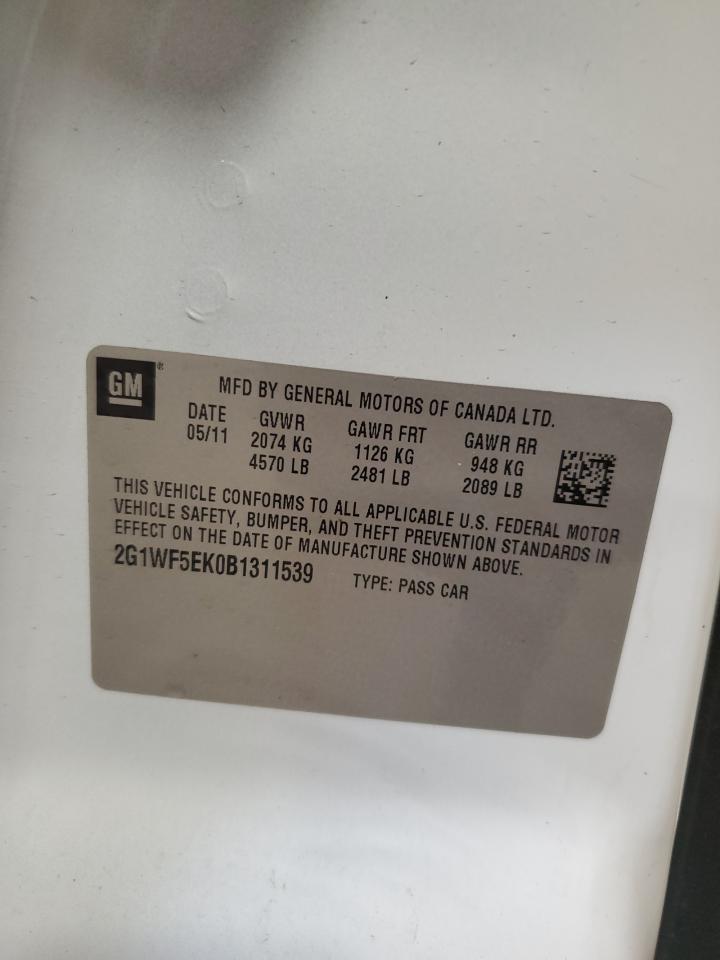 GM®
MFD BY GENERAL MOTORS OF CANADA LTD.
DATE GVWR GAWR FRT GAWR RR
05/11 2074 KG 1126 KG 948 KG
4570 LB 2481 LB 2089 LB
THIS VEHICLE CONFORMS TO ALL APPLICABLE U.S. FEDERAL MOTOR
VEHICLE SAFETY, BUMPER, AND THEFT PREVENTION STANDARDS IN
EFFECT ON THE DATE OF MANUFACTURE SHOWN ABOVE.
2G1WF5EK0B1311539 TYPE: PASS CAR